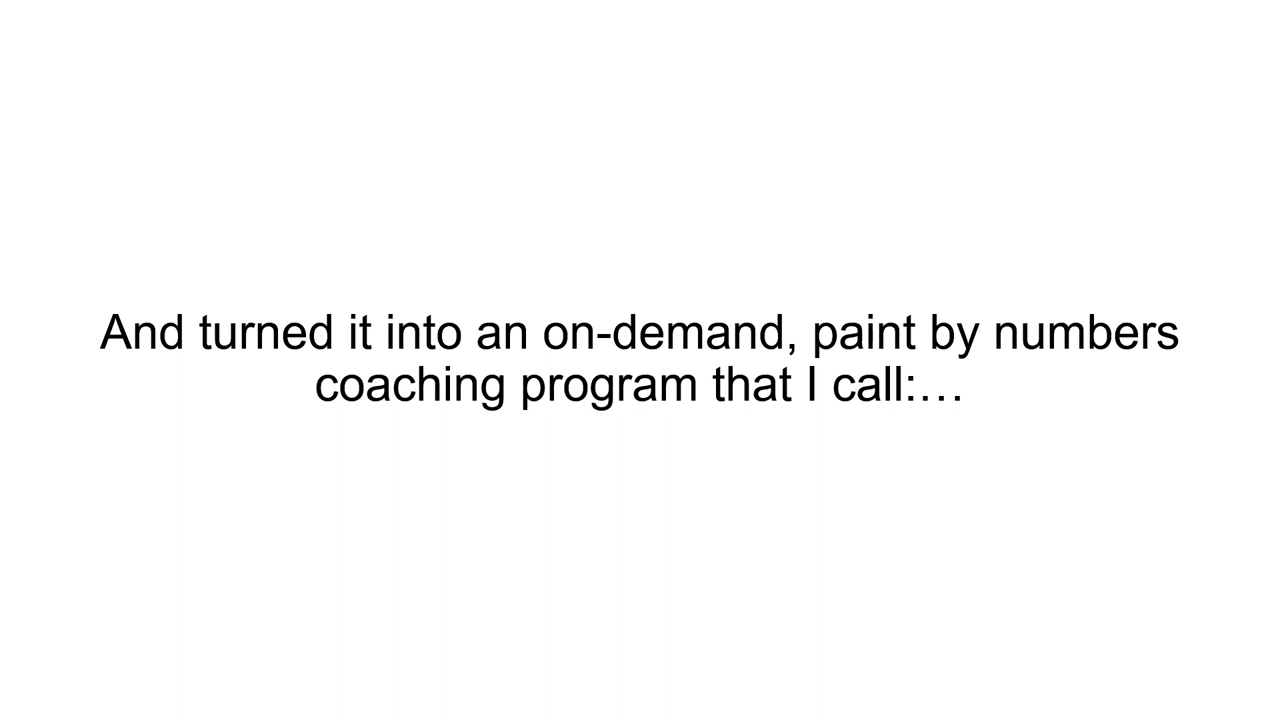 And turned it into an on-demand, paint by numbers
coaching program that I call:…